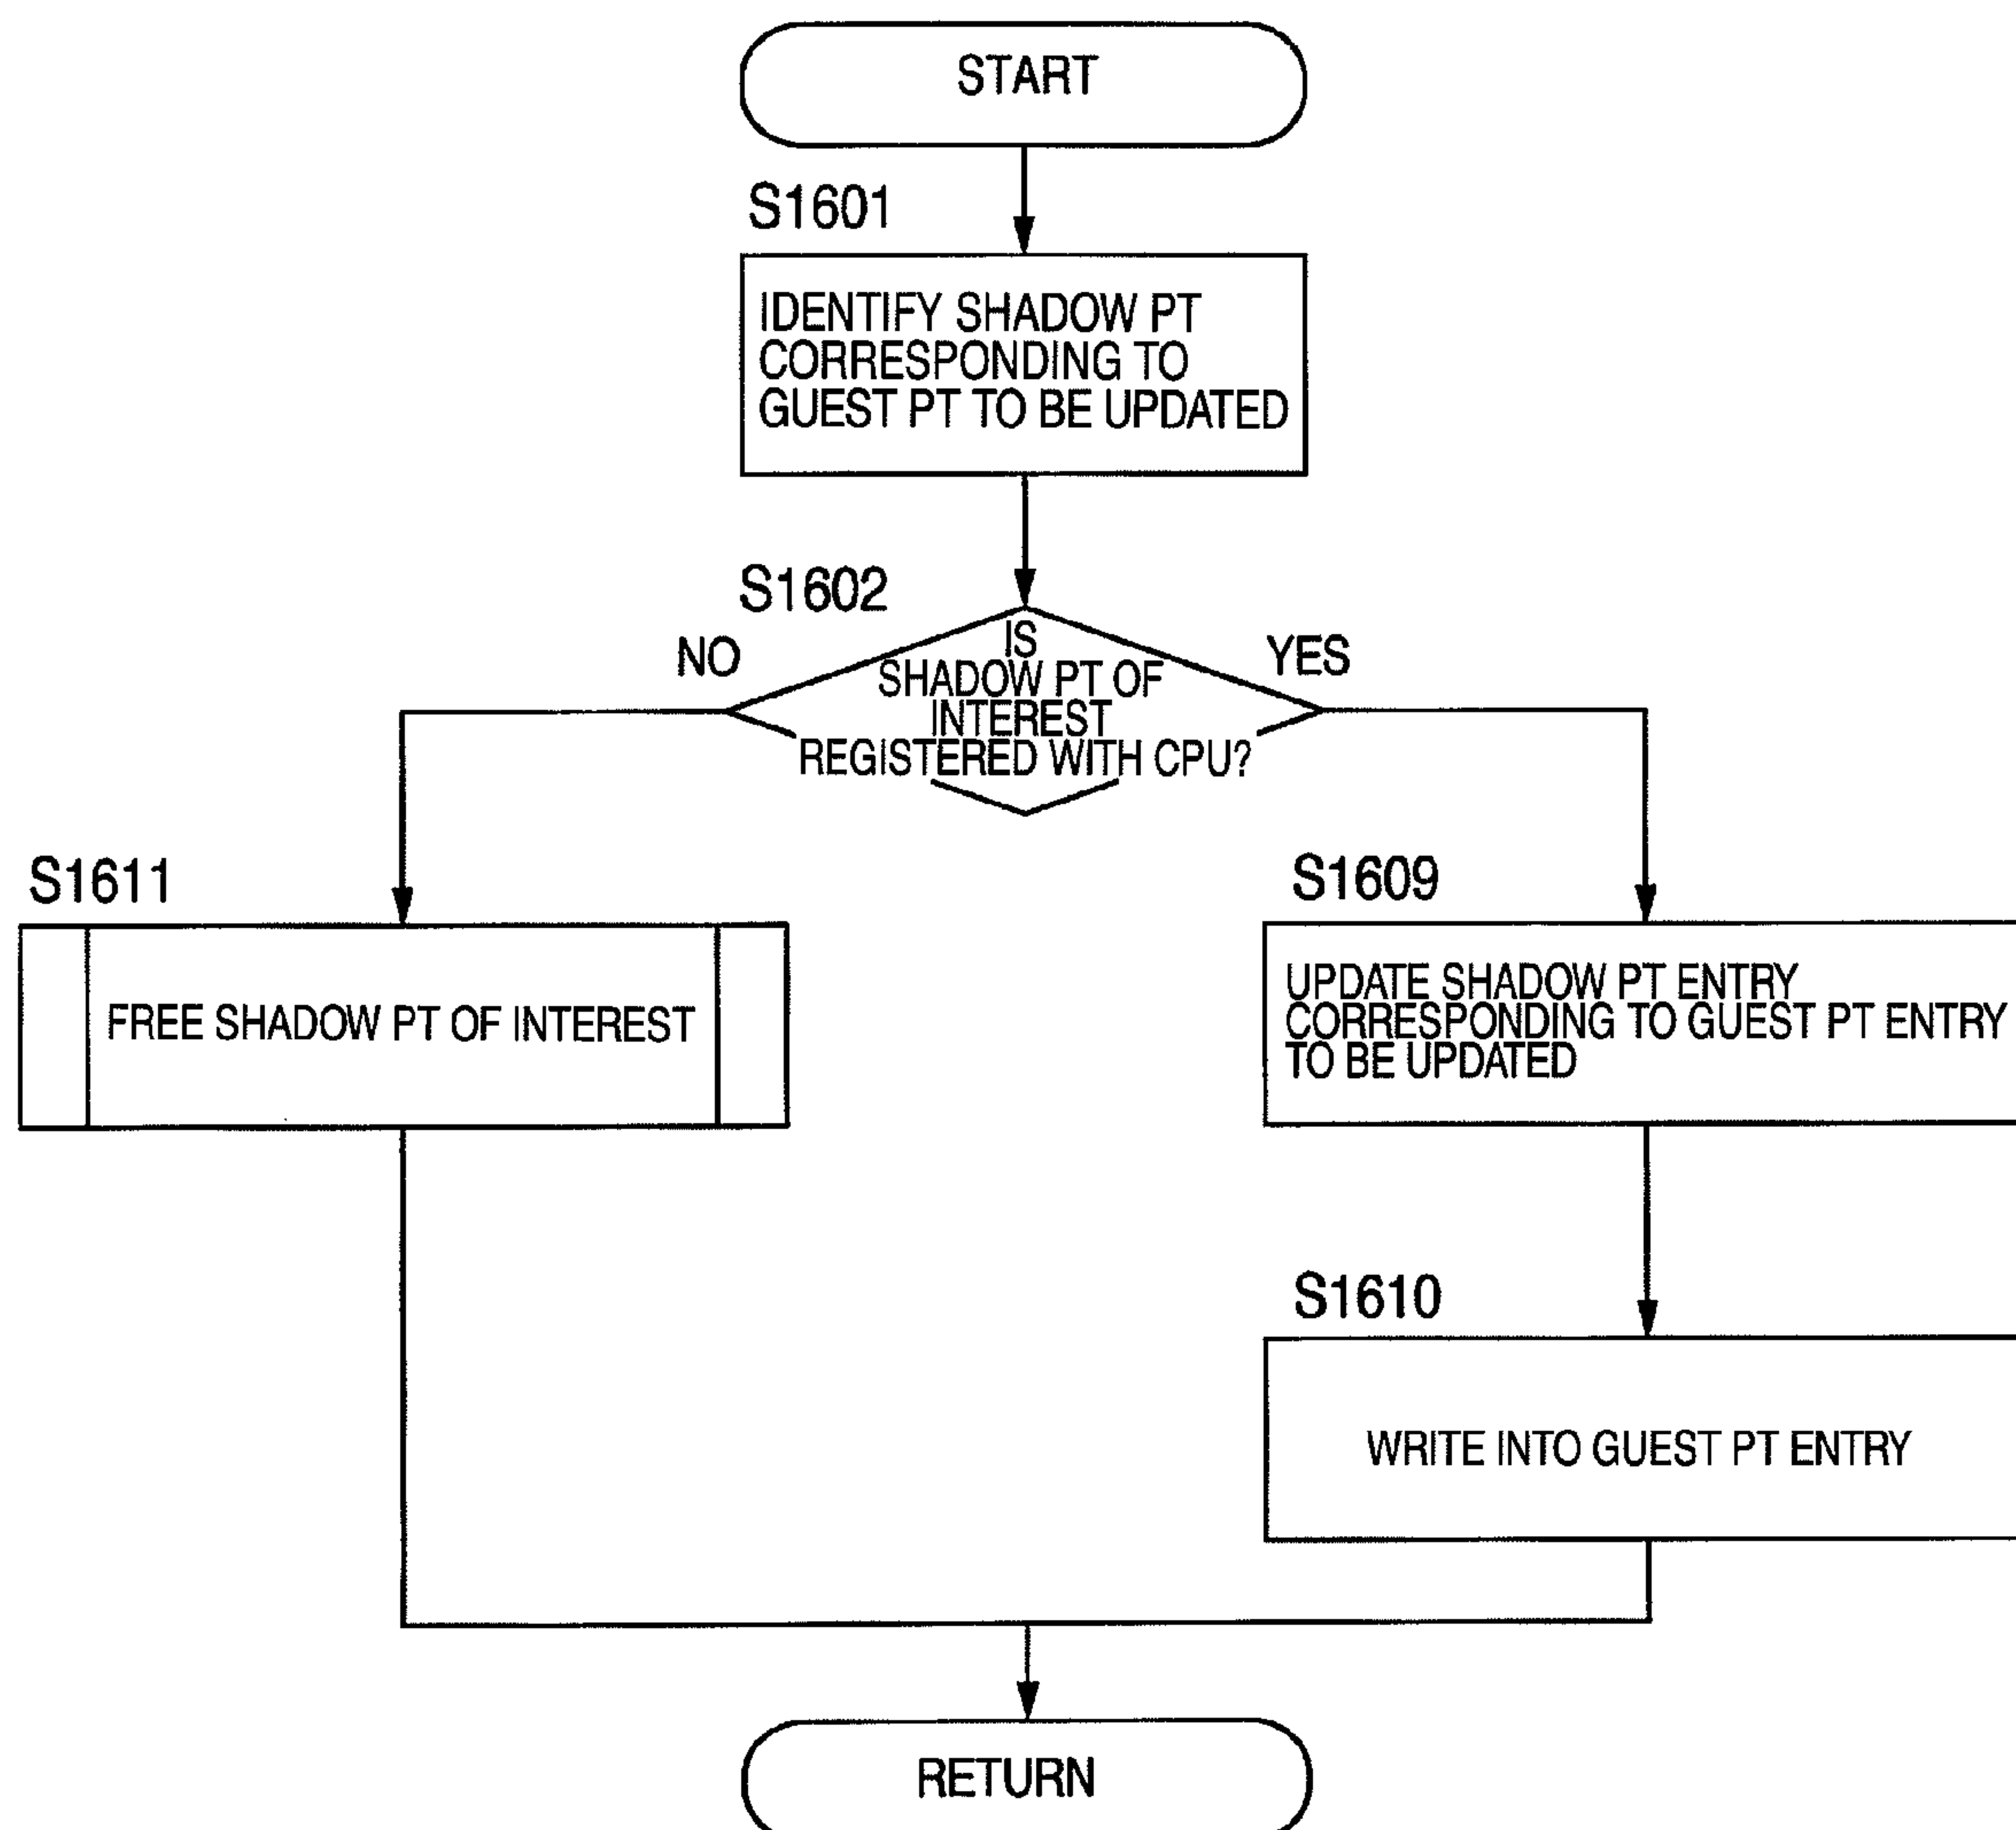 START
S1601
IDENTIFY SHADOW PT
CORRESPONDING TO
GUEST PT TO BE UPDATED
S1602
NO
YES
IS
SHADOW PT OF
INTEREST
REGISTERED WITH CPU?
S1611
FREE SHADOW PT OF INTEREST
S1609
UPDATE SHADOW PT ENTRY
CORRESPONDING TO GUEST PT ENTRY
TO BE UPDATED
S1610
WRITE INTO GUEST PT ENTRY
RETURN